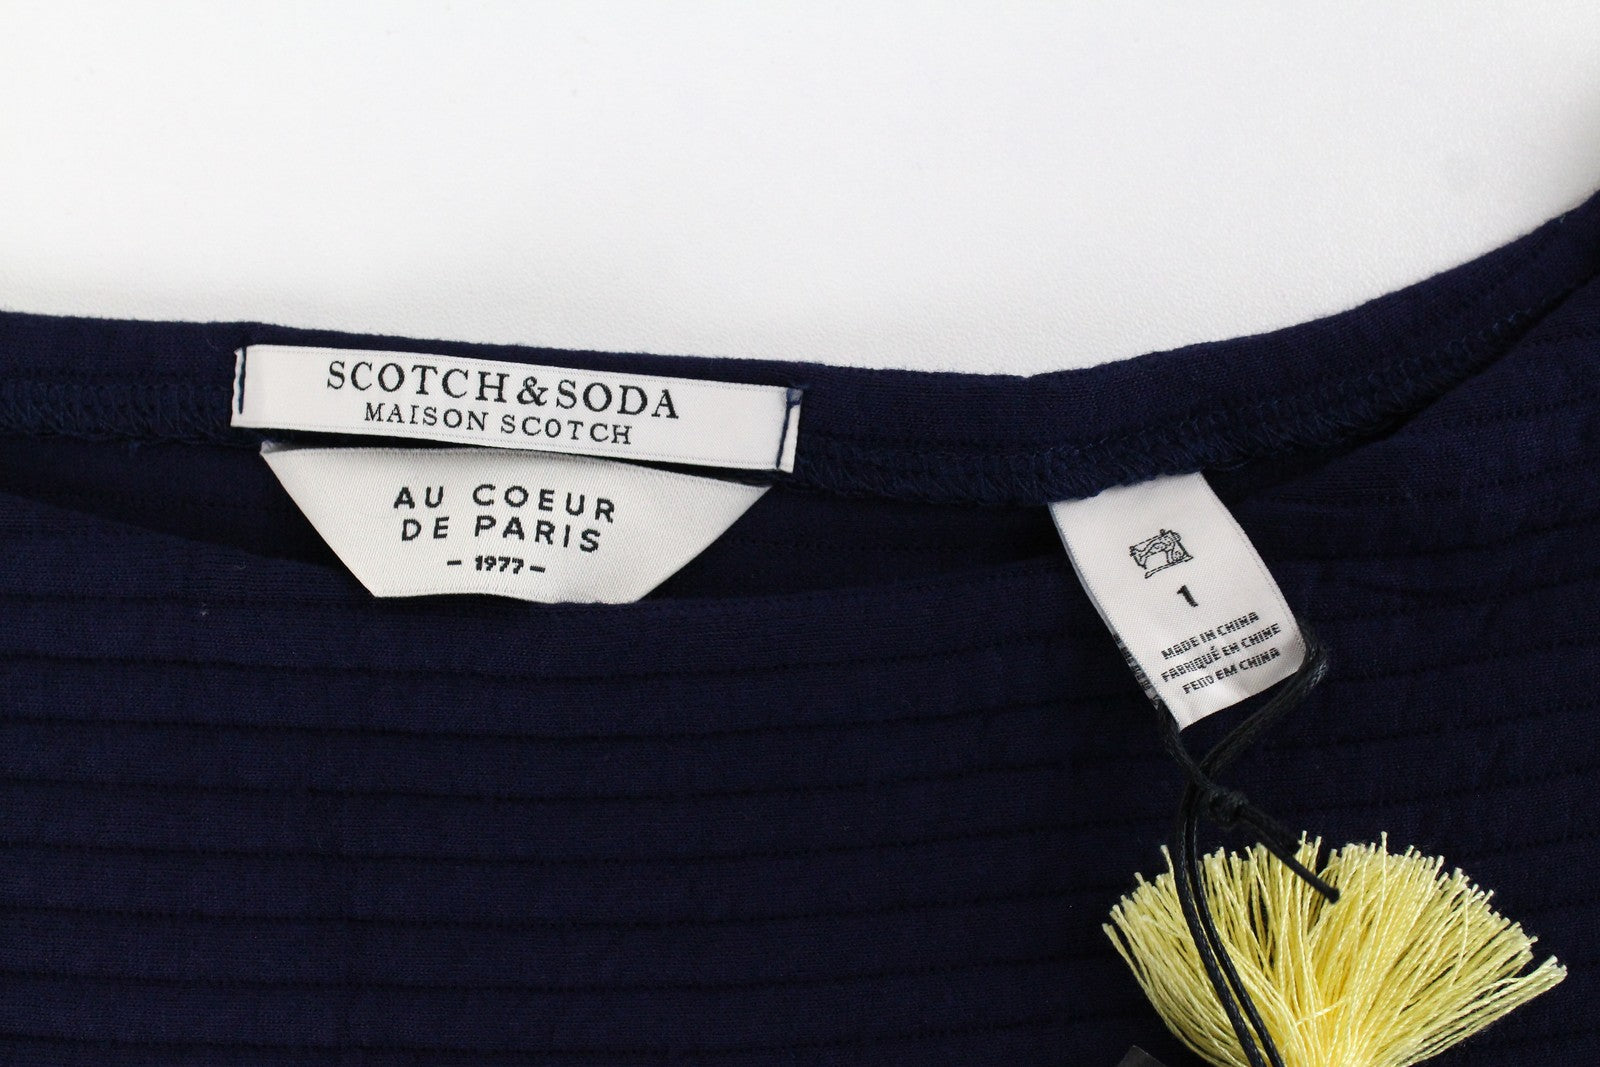 SCOTCH & SODA
MAISON SCOTCH
AU COEUR
DE PARIS
- 1977 -
1
MADE IN CHINA
FABRIQUÉ EN CHINE
FEITO EM CHINA